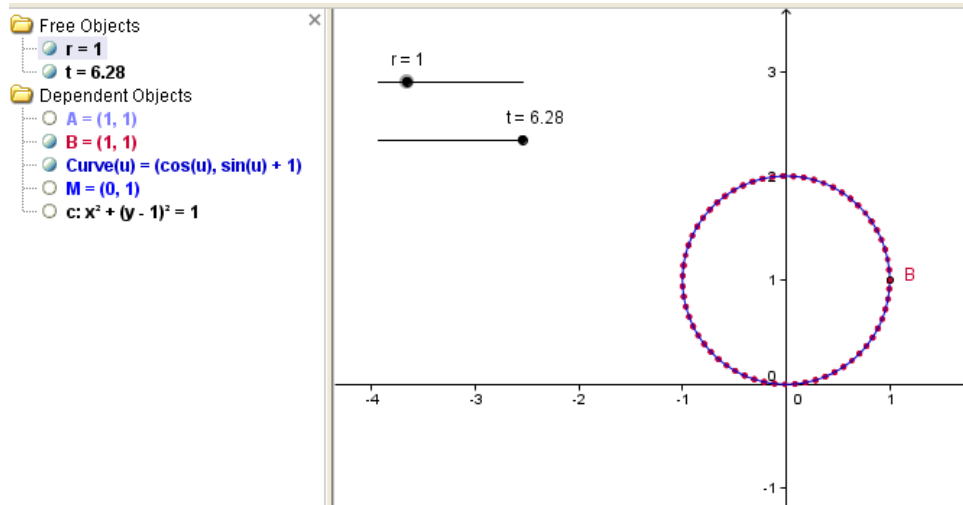 Free Objects
r = 1
t = 6.28
Dependent Objects
A = (1, 1)
B = (1, 1)
Curve(u) = (cos(u), sin(u) + 1)
M = (0, 1)
c: x² + (y - 1)² = 1
r = 1
t = 6.28
3
2
1
B
0
-4 -3 -2 -1 0 1
-1